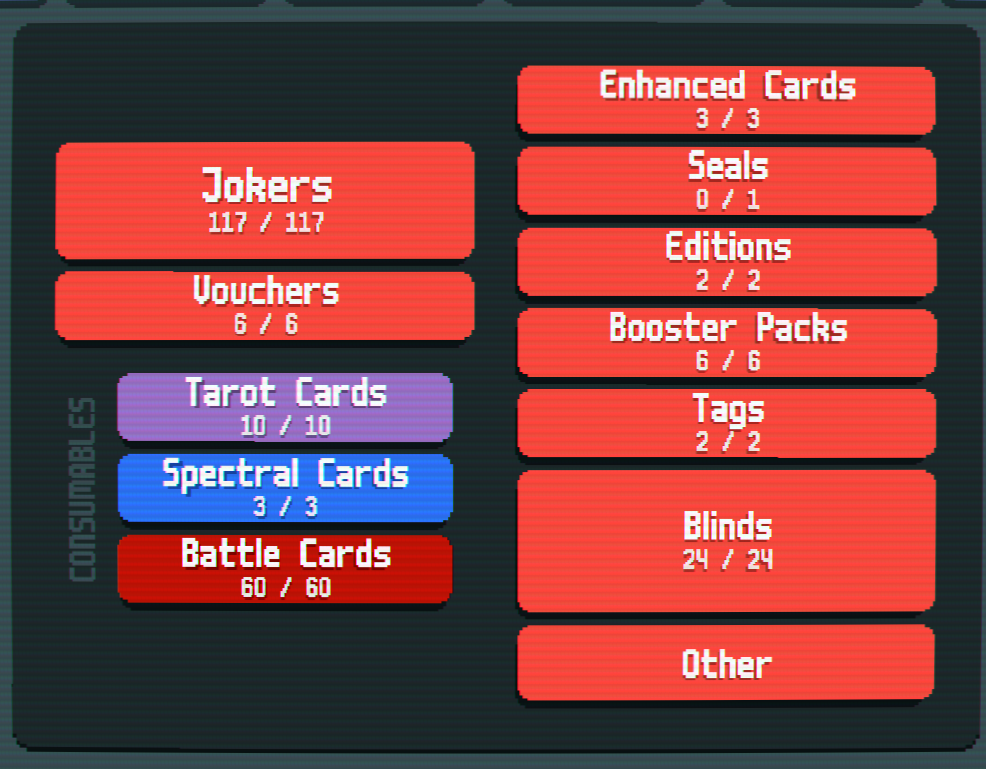 Jokers
117 / 117
Vouchers
6 / 6
CONSUMABLES
Tarot Cards
10 / 10
Spectral Cards
3 / 3
Battle Cards
60 / 60
Enhanced Cards
3 / 3
Seals
0 / 1
Editions
2 / 2
Booster Packs
6 / 6
Tags
2 / 2
Blinds
24 / 24
Other